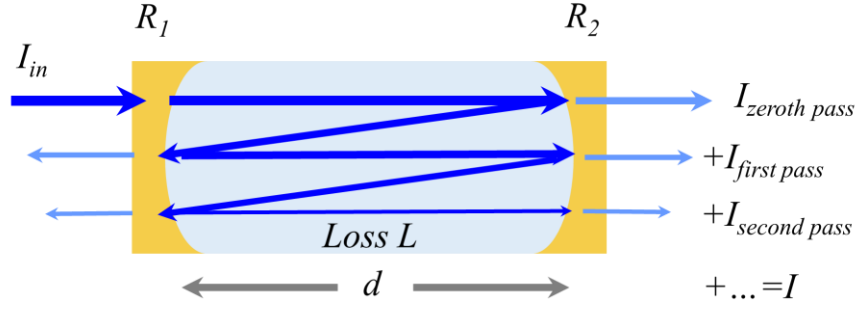 R1 R2
Iin
Izeroth pass
+Ifirst pass
+Isecond pass
Loss L
d
+...=I